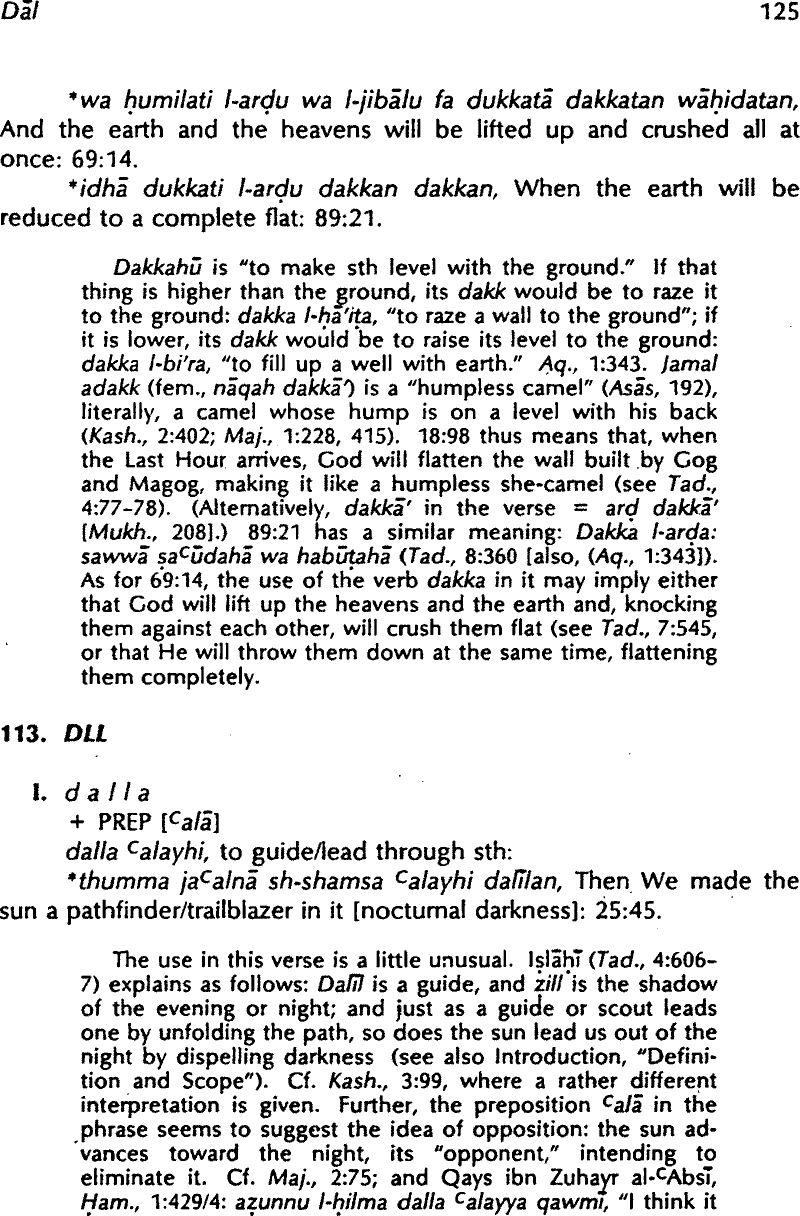 Dāl 125
*wa ḥumilati l-arḍu wa l-jibālu fa dukkatā dakkatan wāḥidatan,
And the earth and the heavens will be lifted up and crushed all at
once: 69:14.
*idhā dukkati l-arḍu dakkan dakkan, When the earth will be
reduced to a complete flat: 89:21.
Dakkahū is "to make sth level with the ground." If that
thing is higher than the ground, its dakk would be to raze it
to the ground: dakka l-ḥā'iṭa, "to raze a wall to the ground"; if
it is lower, its dakk would be to raise its level to the ground:
dakka l-bi'ra, "to fill up a well with earth." Aq., 1:343. Jamal
adakk (fem., nāqah dakkā') is a "humpless camel" (Asās, 192),
literally, a camel whose hump is on a level with his back
(Kash., 2:402; Maj., 1:228, 415). 18:98 thus means that, when
the Last Hour arrives, God will flatten the wall built by Gog
and Magog, making it like a humpless she-camel (see Tad.,
4:77-78). (Alternatively, dakkā' in the verse = arḍ dakkā'
[Mukh., 208].) 89:21 has a similar meaning: Dakka l-arḍa:
sawwā ṣaᶜūdahā wa habūṭahā (Tad., 8:360 [also, (Aq., 1:343]).
As for 69:14, the use of the verb dakka in it may imply either
that God will lift up the heavens and the earth and, knocking
them against each other, will crush them flat (see Tad., 7:545,
or that He will throw them down at the same time, flattening
them completely.
113. DLL
I. d a l l a
+ PREP [ᶜalā]
dalla ᶜalayhi, to guide/lead through sth:
*thumma jaᶜalnā sh-shamsa ᶜalayhi dalīlan, Then We made the
sun a pathfinder/trailblazer in it [nocturnal darkness]: 25:45.
The use in this verse is a little unusual. Iṣlāḥī (Tad., 4:606-
7) explains as follows: Dalīl is a guide, and ẓill is the shadow
of the evening or night; and just as a guide or scout leads
one by unfolding the path, so does the sun lead us out of the
night by dispelling darkness (see also Introduction, "Defini-
tion and Scope"). Cf. Kash., 3:99, where a rather different
interpretation is given. Further, the preposition ᶜalā in the
phrase seems to suggest the idea of opposition: the sun ad-
vances toward the night, its "opponent," intending to
eliminate it. Cf. Maj., 2:75; and Qays ibn Zuhayr al-ᶜAbsī,
Ḥam., 1:429/4: aẓunnu l-ḥilma dalla ᶜalayya qawmī, "I think it